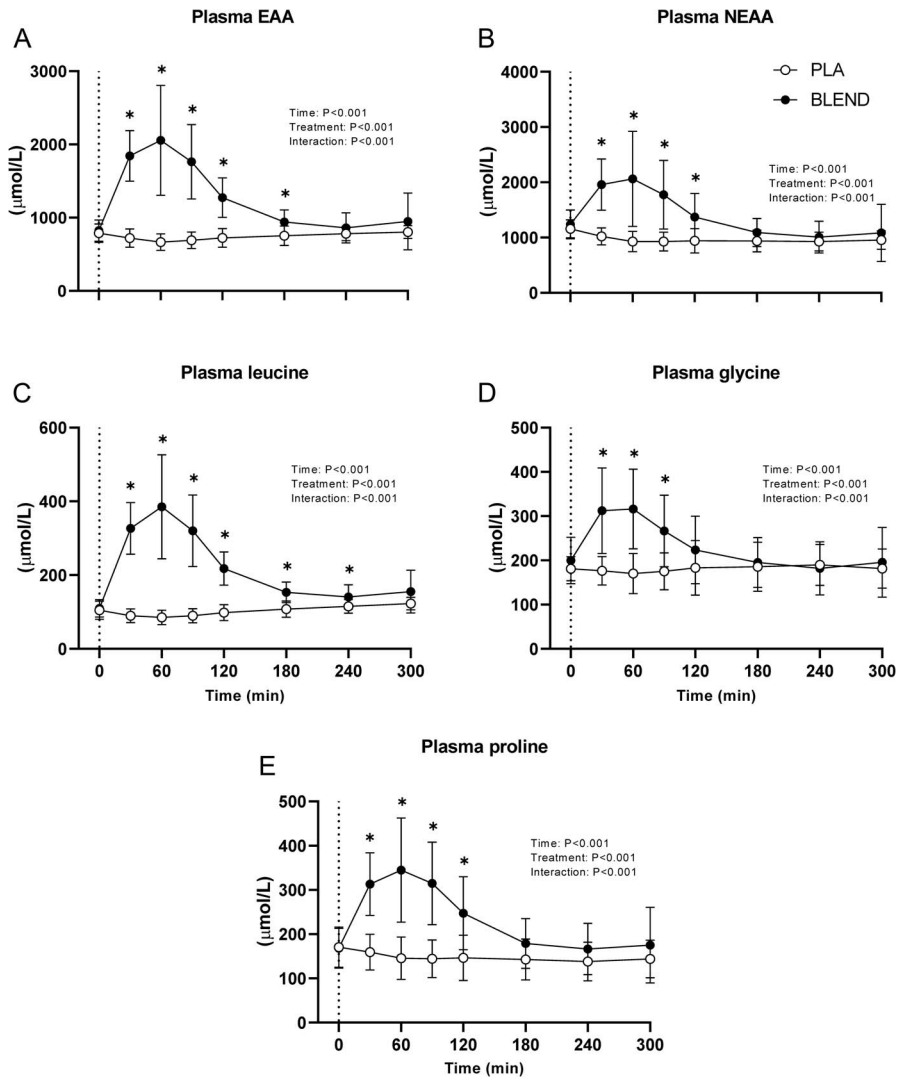 Plasma EAA
A
3000
2000
1000
0
(μmol/L)
* * * * *
Time: P<0.001
Treatment: P<0.001
Interaction: P<0.001
Plasma NEAA
B
4000
3000
2000
1000
0
(μmol/L)
* * * *
PLA
BLEND
Time: P<0.001
Treatment: P<0.001
Interaction: P<0.001
Plasma leucine
C
600
400
200
0
(μmol/L)
* * * * * *
Time: P<0.001
Treatment: P<0.001
Interaction: P<0.001
0 60 120 180 240 300
Time (min)
Plasma glycine
D
500
400
300
200
100
0
(μmol/L)
* * *
Time: P<0.001
Treatment: P<0.001
Interaction: P<0.001
0 60 120 180 240 300
Time (min)
Plasma proline
E
500
400
300
200
100
0
(μmol/L)
* * * *
Time: P<0.001
Treatment: P<0.001
Interaction: P<0.001
0 60 120 180 240 300
Time (min)